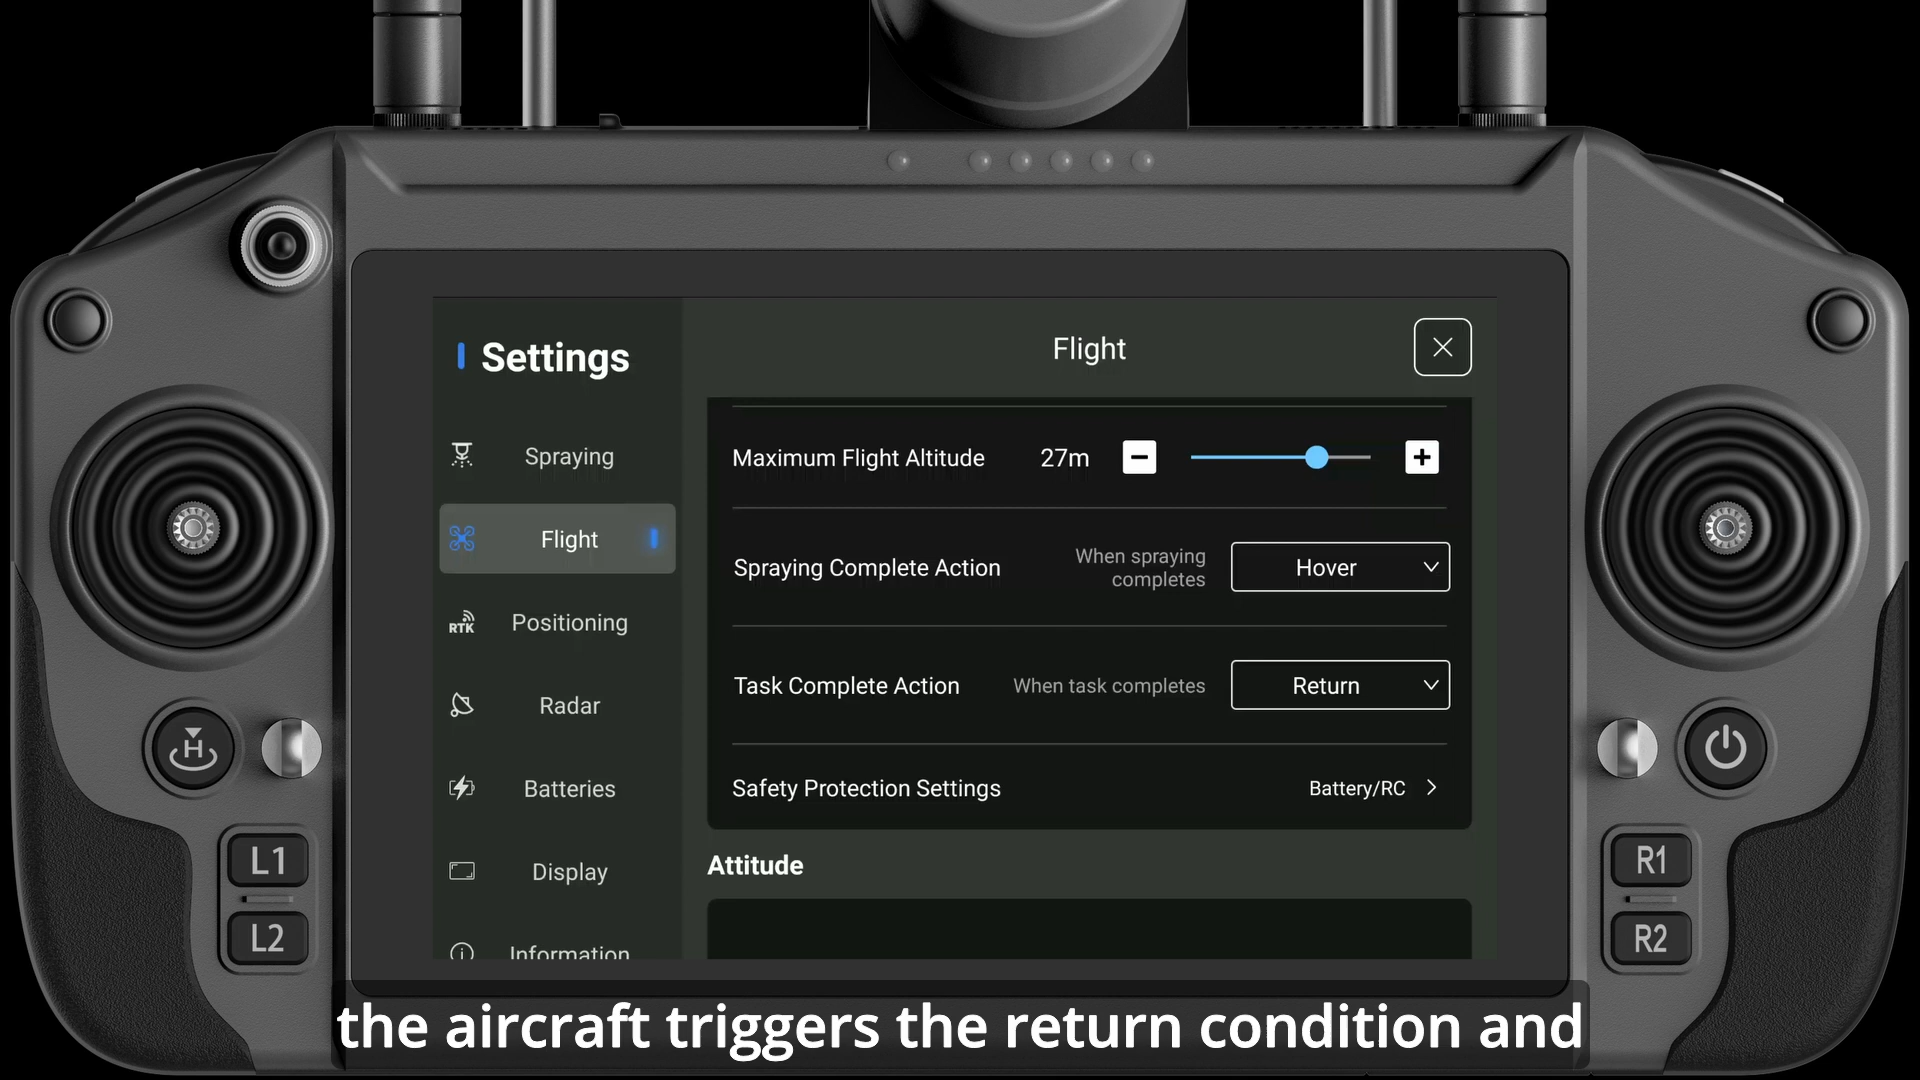 Settings
Flight
Spraying
Flight
Positioning
RTK
Radar
Batteries
Display
Information
Maximum Flight Altitude 27m
Spraying Complete Action When spraying
completes Hover
Task Complete Action When task completes Return
Safety Protection Settings Battery/RC
Attitude
H
L1
L2
R1
R2
the aircraft triggers the return condition and